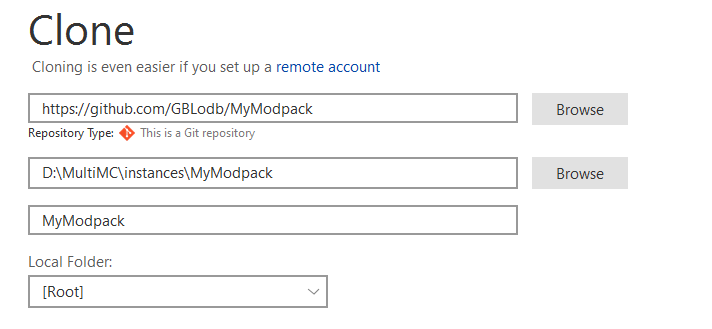 Clone
Cloning is even easier if you set up a remote account
https://github.com/GBLodb/MyModpack
Browse
Repository Type: This is a Git repository
D:\MultiMC\instances\MyModpack
Browse
MyModpack
Local Folder:
[Root]